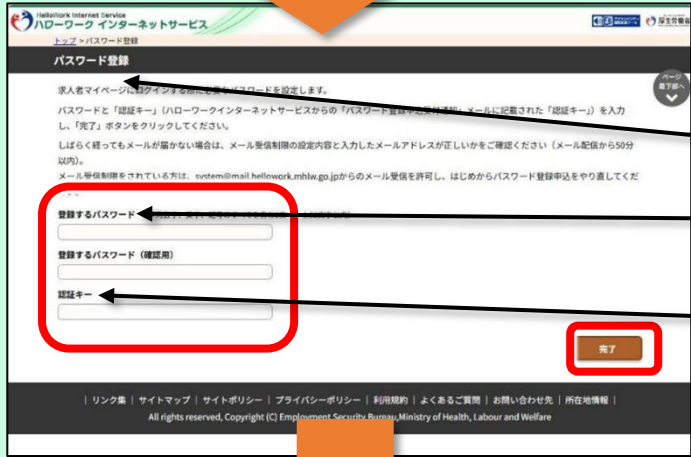 HelloWork Internet Service
ハローワーク インターネットサービス
厚生労働省
トップ > パスワード登録
パスワード登録
ページ
最下部へ
求人者マイページにログインする
パスワードを設定します。
パスワードと「認証キー」(ハローワークインターネットサービスからの「パスワード登録申込受付通知」メールに記載された「認証キー」)を入力
し、「完了」ボタンをクリックしてください。
しばらく経ってもメールが届かない場合は、メール受信制限の設定内容と入力したメールアドレスが正しいかをご確認ください(メール配信から50分
以内)。
メール受信制限をされている方は、system@mail.hellowork.mhlw.go.jpからのメール受信を許可し、はじめからパスワード登録申込をやり直してくだ
登録するパスワード
登録するパスワード(確認用)
認証キー
完了
| リンク集 | サイトマップ | サイトポリシー | プライバシーポリシー | 利用規約 | よくあるご質問 | お問い合わせ先 | 所在地情報 |
All rights reserved, Copyright (C) Employment Security Bureau,Ministry of Health, Labour and Welfare